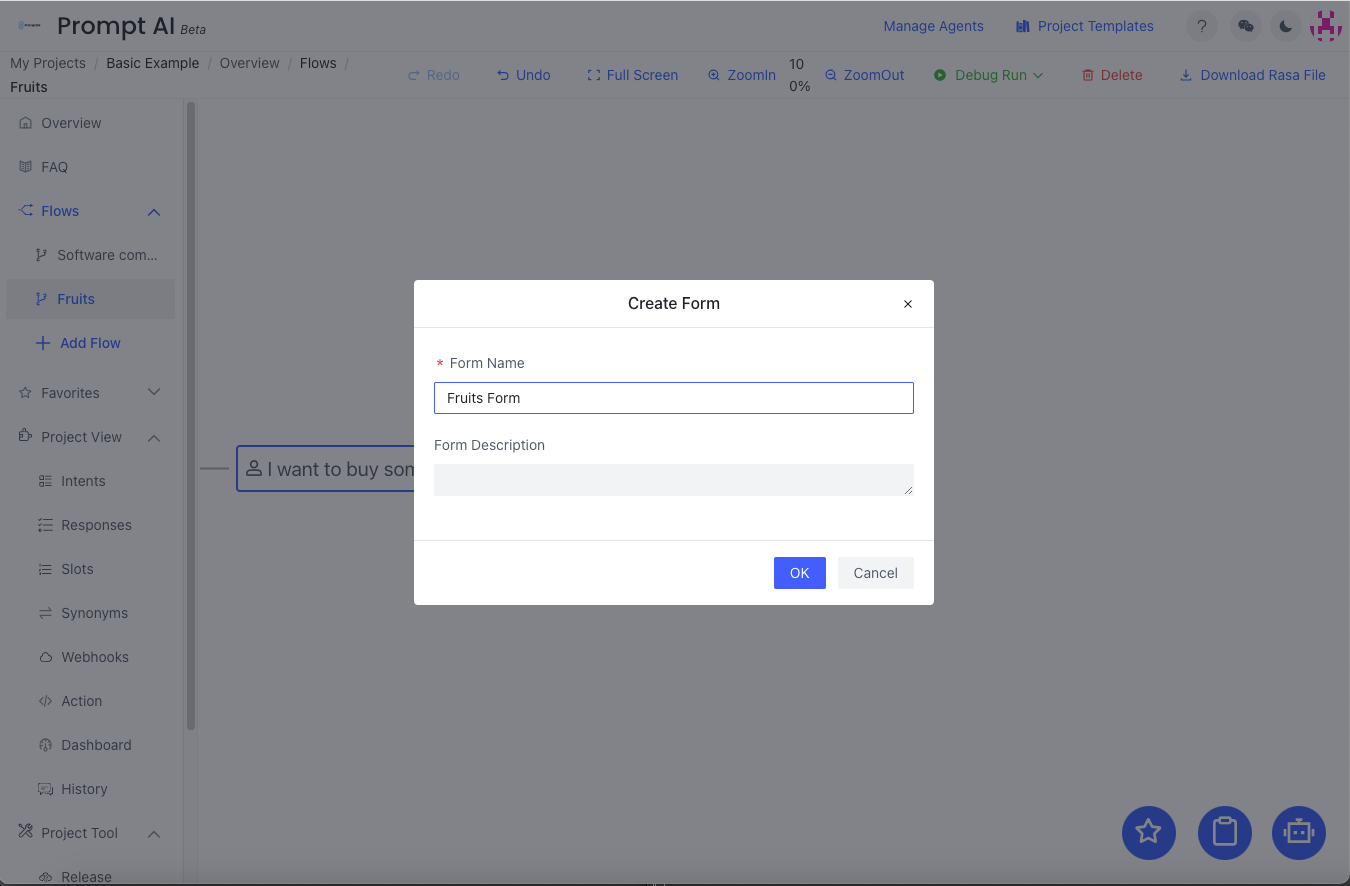 Prompt AI Beta
Manage Agents
Project Templates
?
My Projects / Basic Example / Overview / Flows /
Fruits
Redo
Undo
Full Screen
ZoomIn
10
0%
ZoomOut
Debug Run
Delete
Download Rasa File
Overview
FAQ
Flows
Software com...
Fruits
Add Flow
Favorites
Project View
Intents
Responses
Slots
Synonyms
Webhooks
Action
Dashboard
History
Project Tool
Release
I want to buy som
Create Form
* Form Name
Fruits Form
Form Description
OK
Cancel